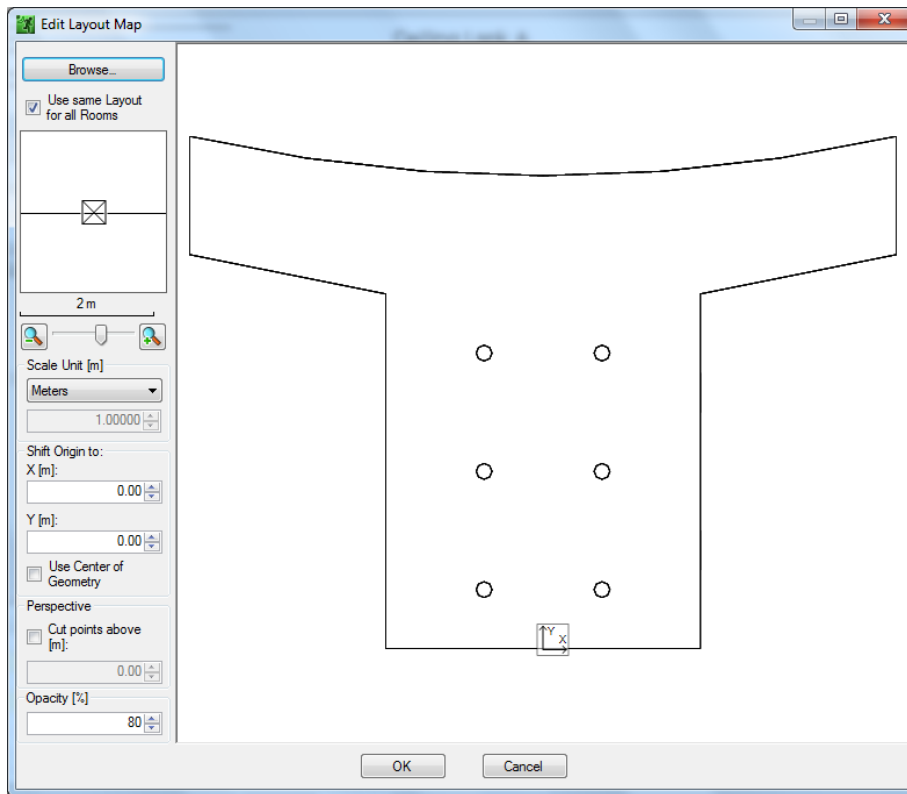 Edit Layout Map
Browse...
Use same Layout
for all Rooms
2 m
Scale Unit [m]
Meters
1.00000
Shift Origin to:
X [m]:
0.00
Y [m]:
0.00
Use Center of
Geometry
Perspective
Cut points above
[m]:
0.00
Opacity [%]
80
Y
X
OK
Cancel